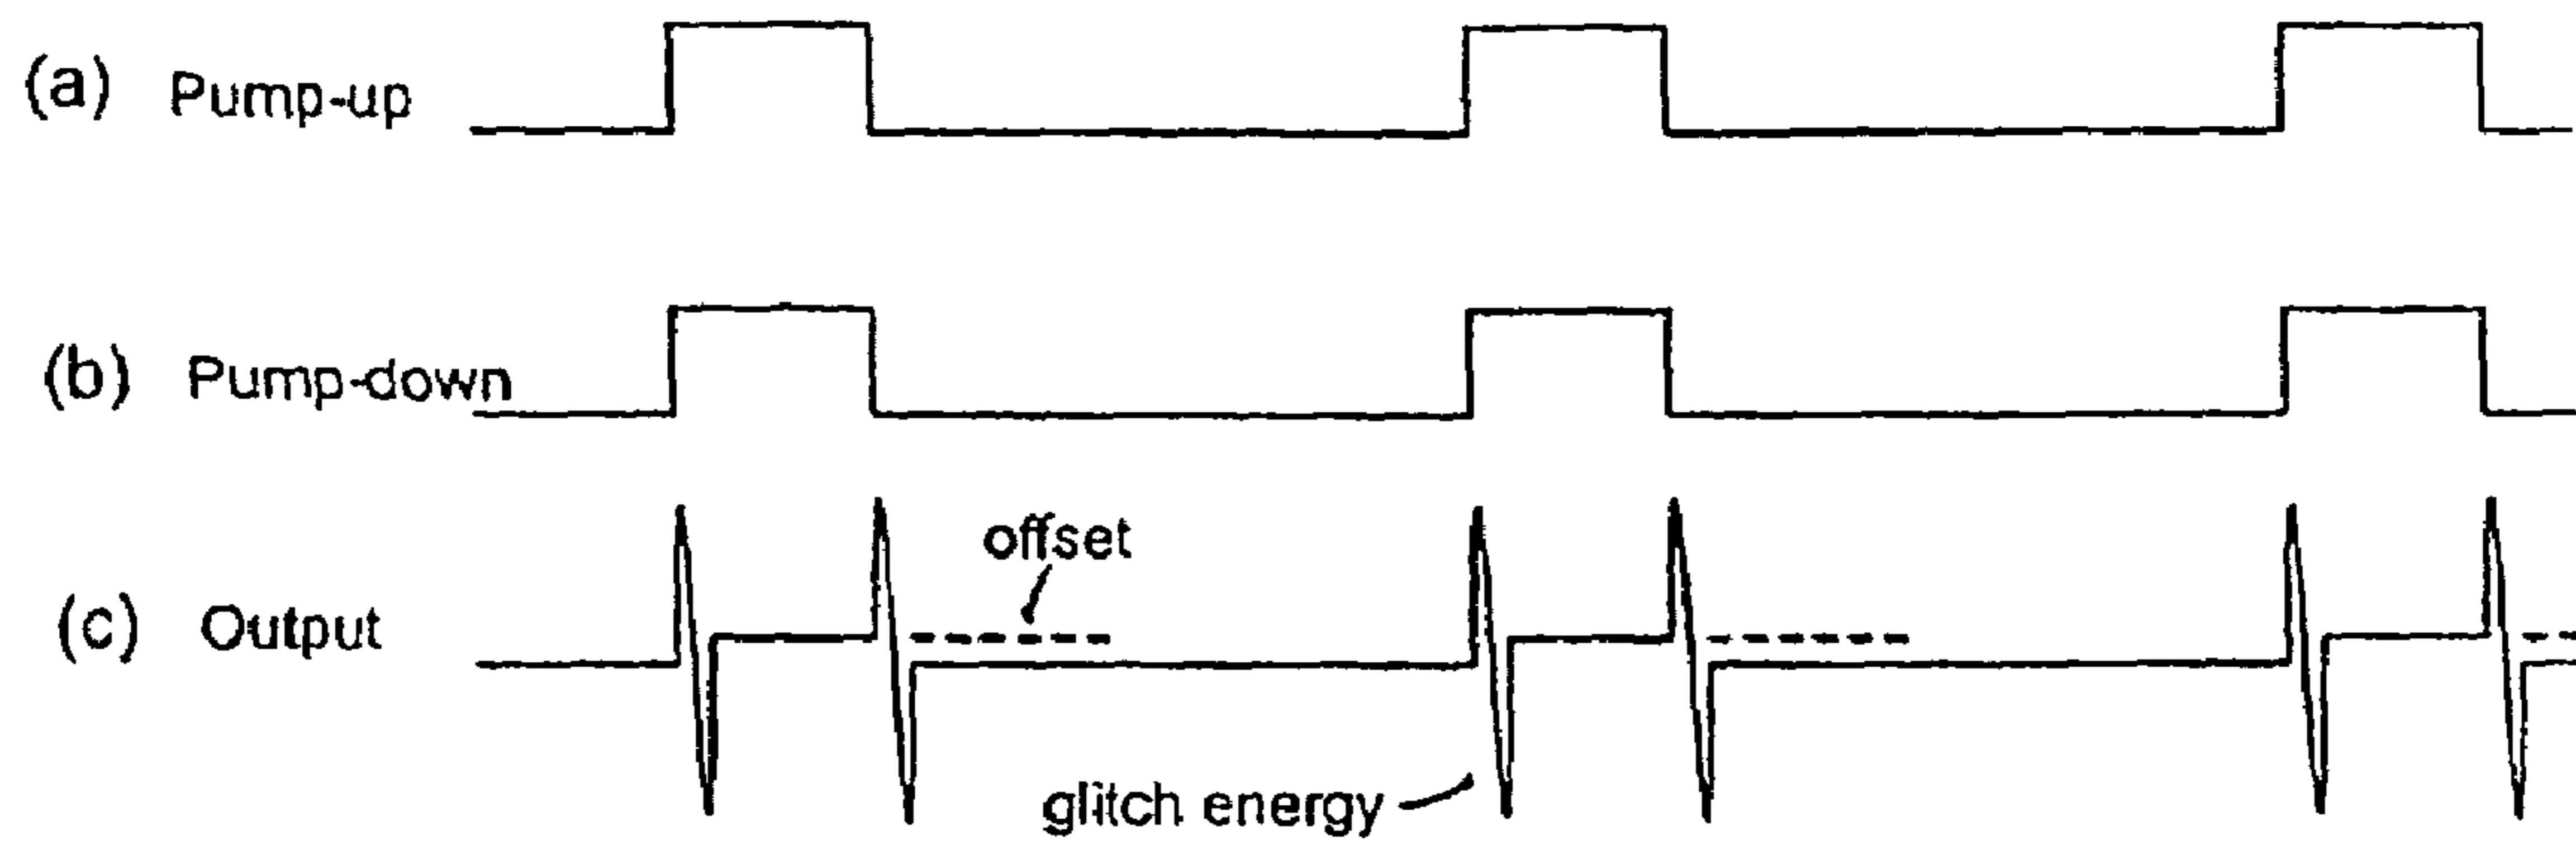 (a) Pump-up
(b) Pump-down
offset
(c) Output
glitch energy